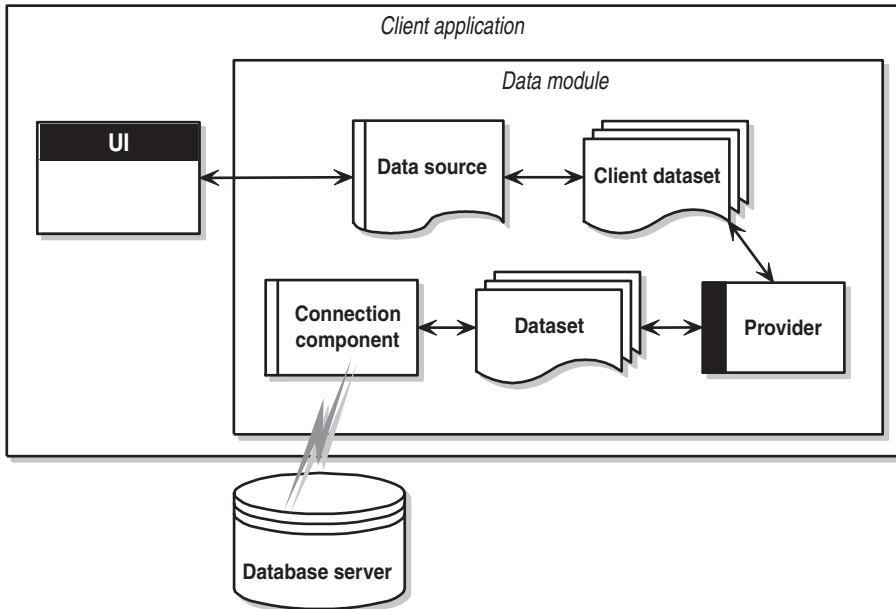 Client application
Data module
UI
Data source
Client dataset
Connection
component
Dataset
Provider
Database server